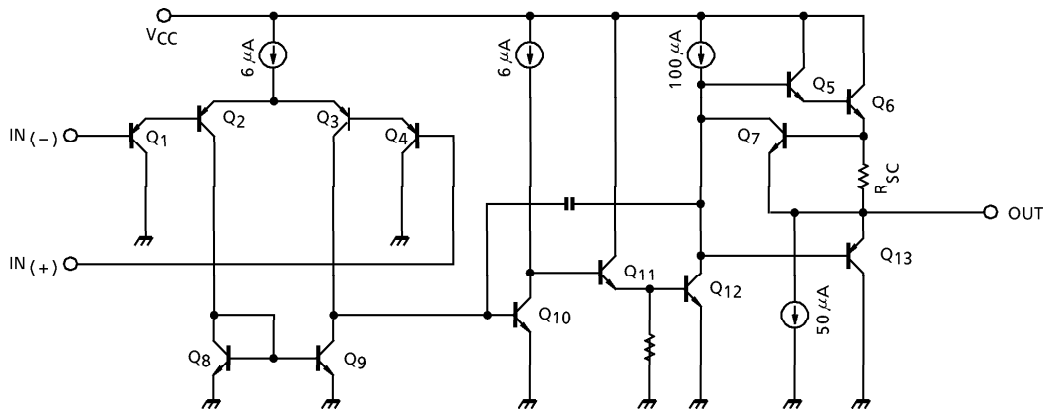 VCC
6 μA
6 μA
100 μA
Q5
Q6
Q2
Q3
Q4
Q7
IN(−)
Q1
RSC
OUT
IN(+)
Q11
Q12
Q13
Q10
50 μA
Q8
Q9